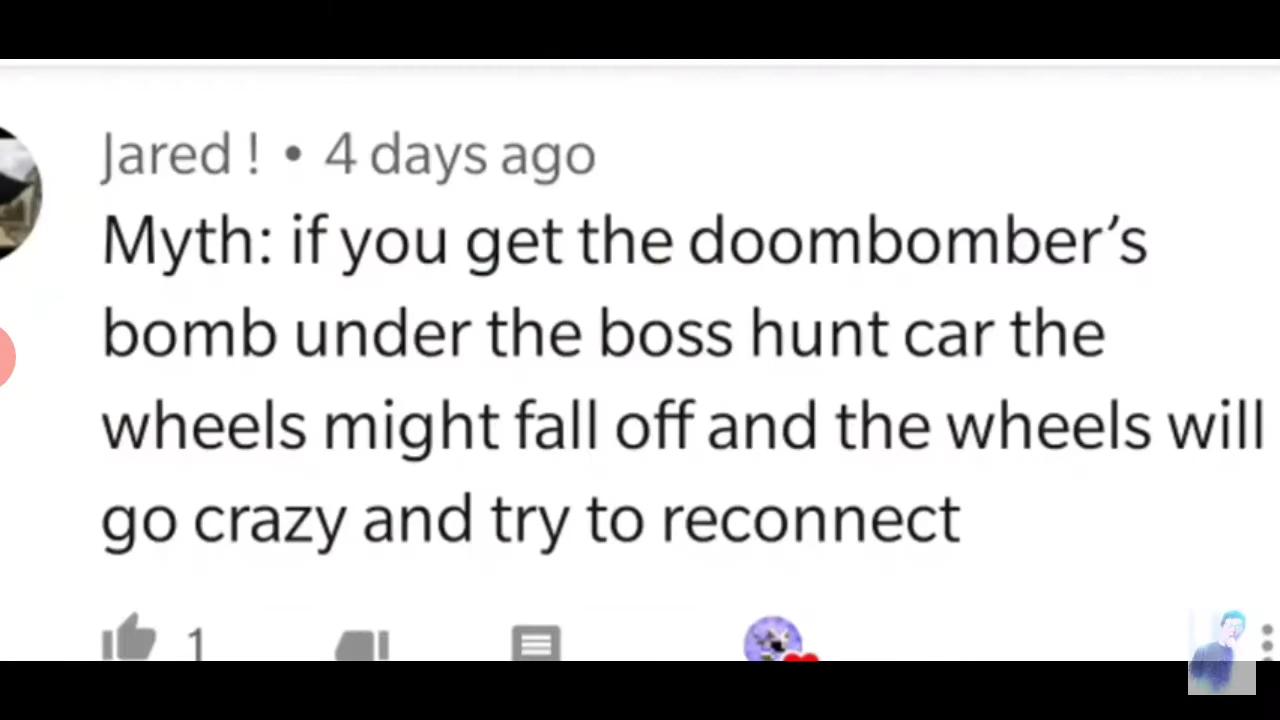 Jared ! • 4 days ago
Myth: if you get the doombomber’s
bomb under the boss hunt car the
wheels might fall off and the wheels will
go crazy and try to reconnect
1